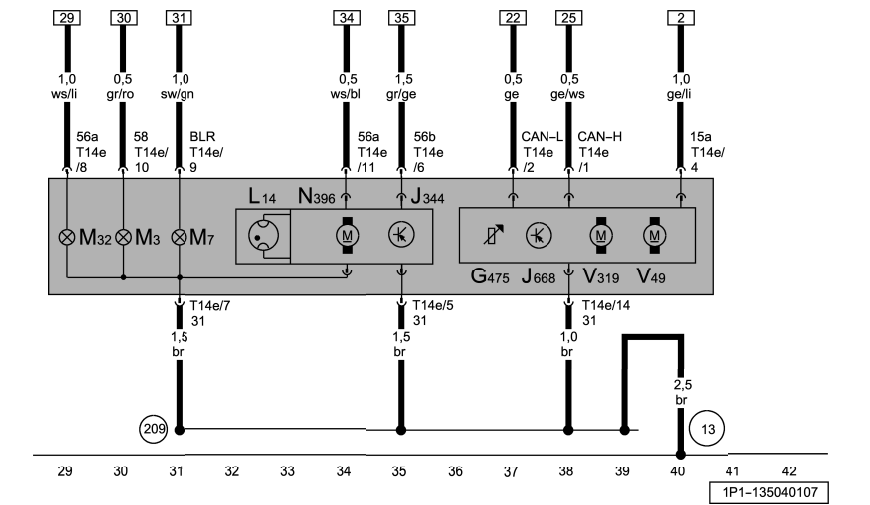 29 30 31 34 35 22 25 2
1,0 0,5 1,0 0,5 1,5 0,5 0,5 1,0
ws/li gr/ro sw/gn ws/bl gr/ge ge ge/ws ge/li
56a 58 BLR 56a 56b CAN-L CAN-H 15a
T14e T14e/ T14e/ T14e T14e T14e T14e T14e/
/8 10 9 /11 /6 /2 /1 4
L14 N396 J344
M32 M3 M7 M M M
G475 J668 V319 V49
T14e/7 T14e/5 T14e/14
31 31 31
1,5 1,5 1,0
br br br
2,5
br
209 13
29 30 31 32 33 34 35 36 37 38 39 40 41 42
1P1-135040107